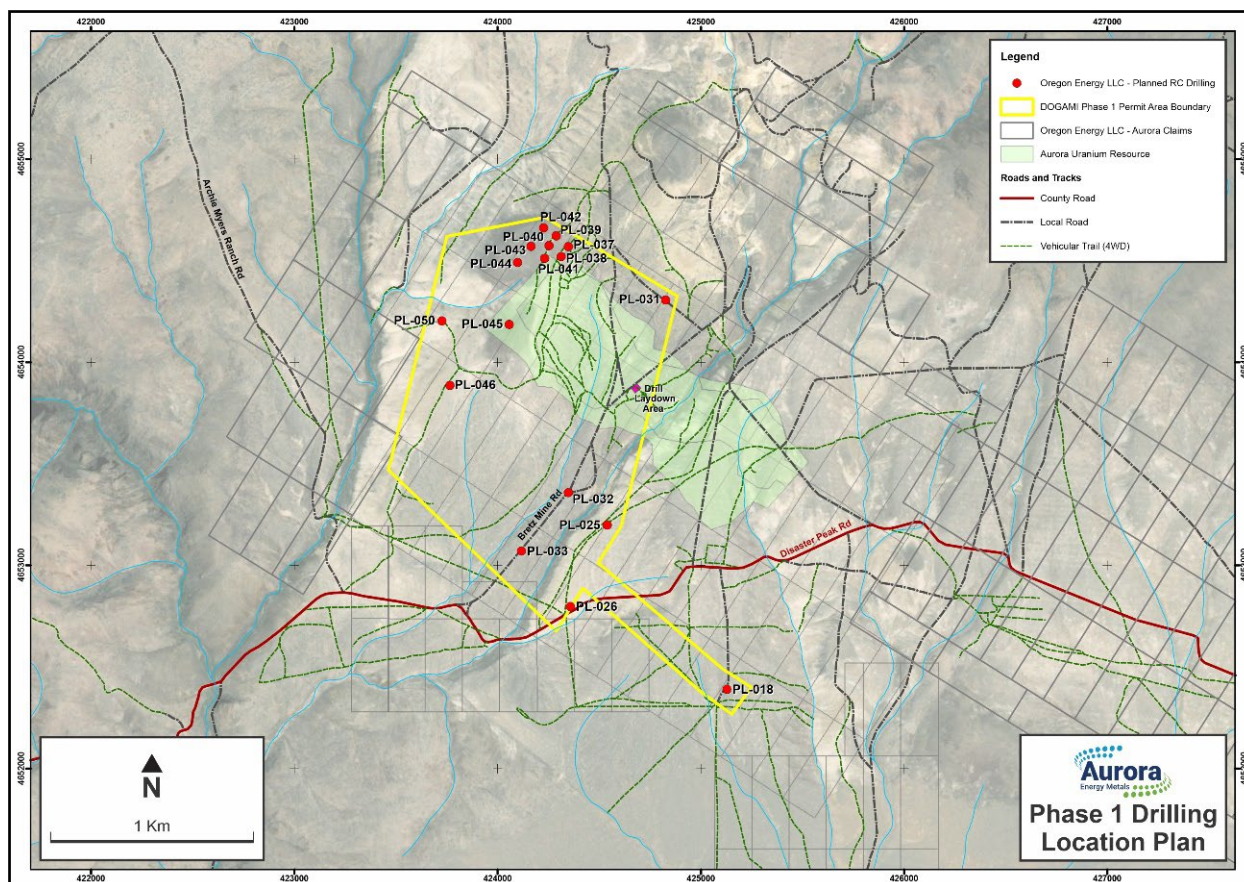 422000
423000
424000
425000
426000
427000
Legend
Oregon Energy LLC - Planned RC Drilling
DOGAMI Phase 1 Permit Area Boundary
Oregon Energy LLC - Aurora Claims
Aurora Uranium Resource
Roads and Tracks
County Road
Local Road
Vehicular Trail (4WD)
4655000
4655000
Archie Myers Ranch Rd
PL-042
PL-039
PL-040
PL-037
PL-043
PL-038
PL-044
PL-041
PL-031
PL-050
PL-045
4654000
4654000
PL-046
Drill
Laydown
Area
PL-032
Bretz Mine Rd
PL-025
Disaster Peak Rd
PL-033
4653000
4653000
PL-026
PL-018
4652000
4652000
N
1 Km
Aurora
Energy Metals
Phase 1 Drilling
Location Plan
422000
423000
424000
425000
426000
427000